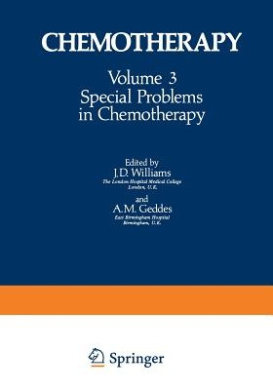 CHEMOTHERAPY
Volume 3
Special Problems
in Chemotherapy
Edited by
J.D. Williams
The London Hospital Medical College
London, U.K.
and
A.M. Geddes
East Birmingham Hospital
Birmingham, U.K.
Springer